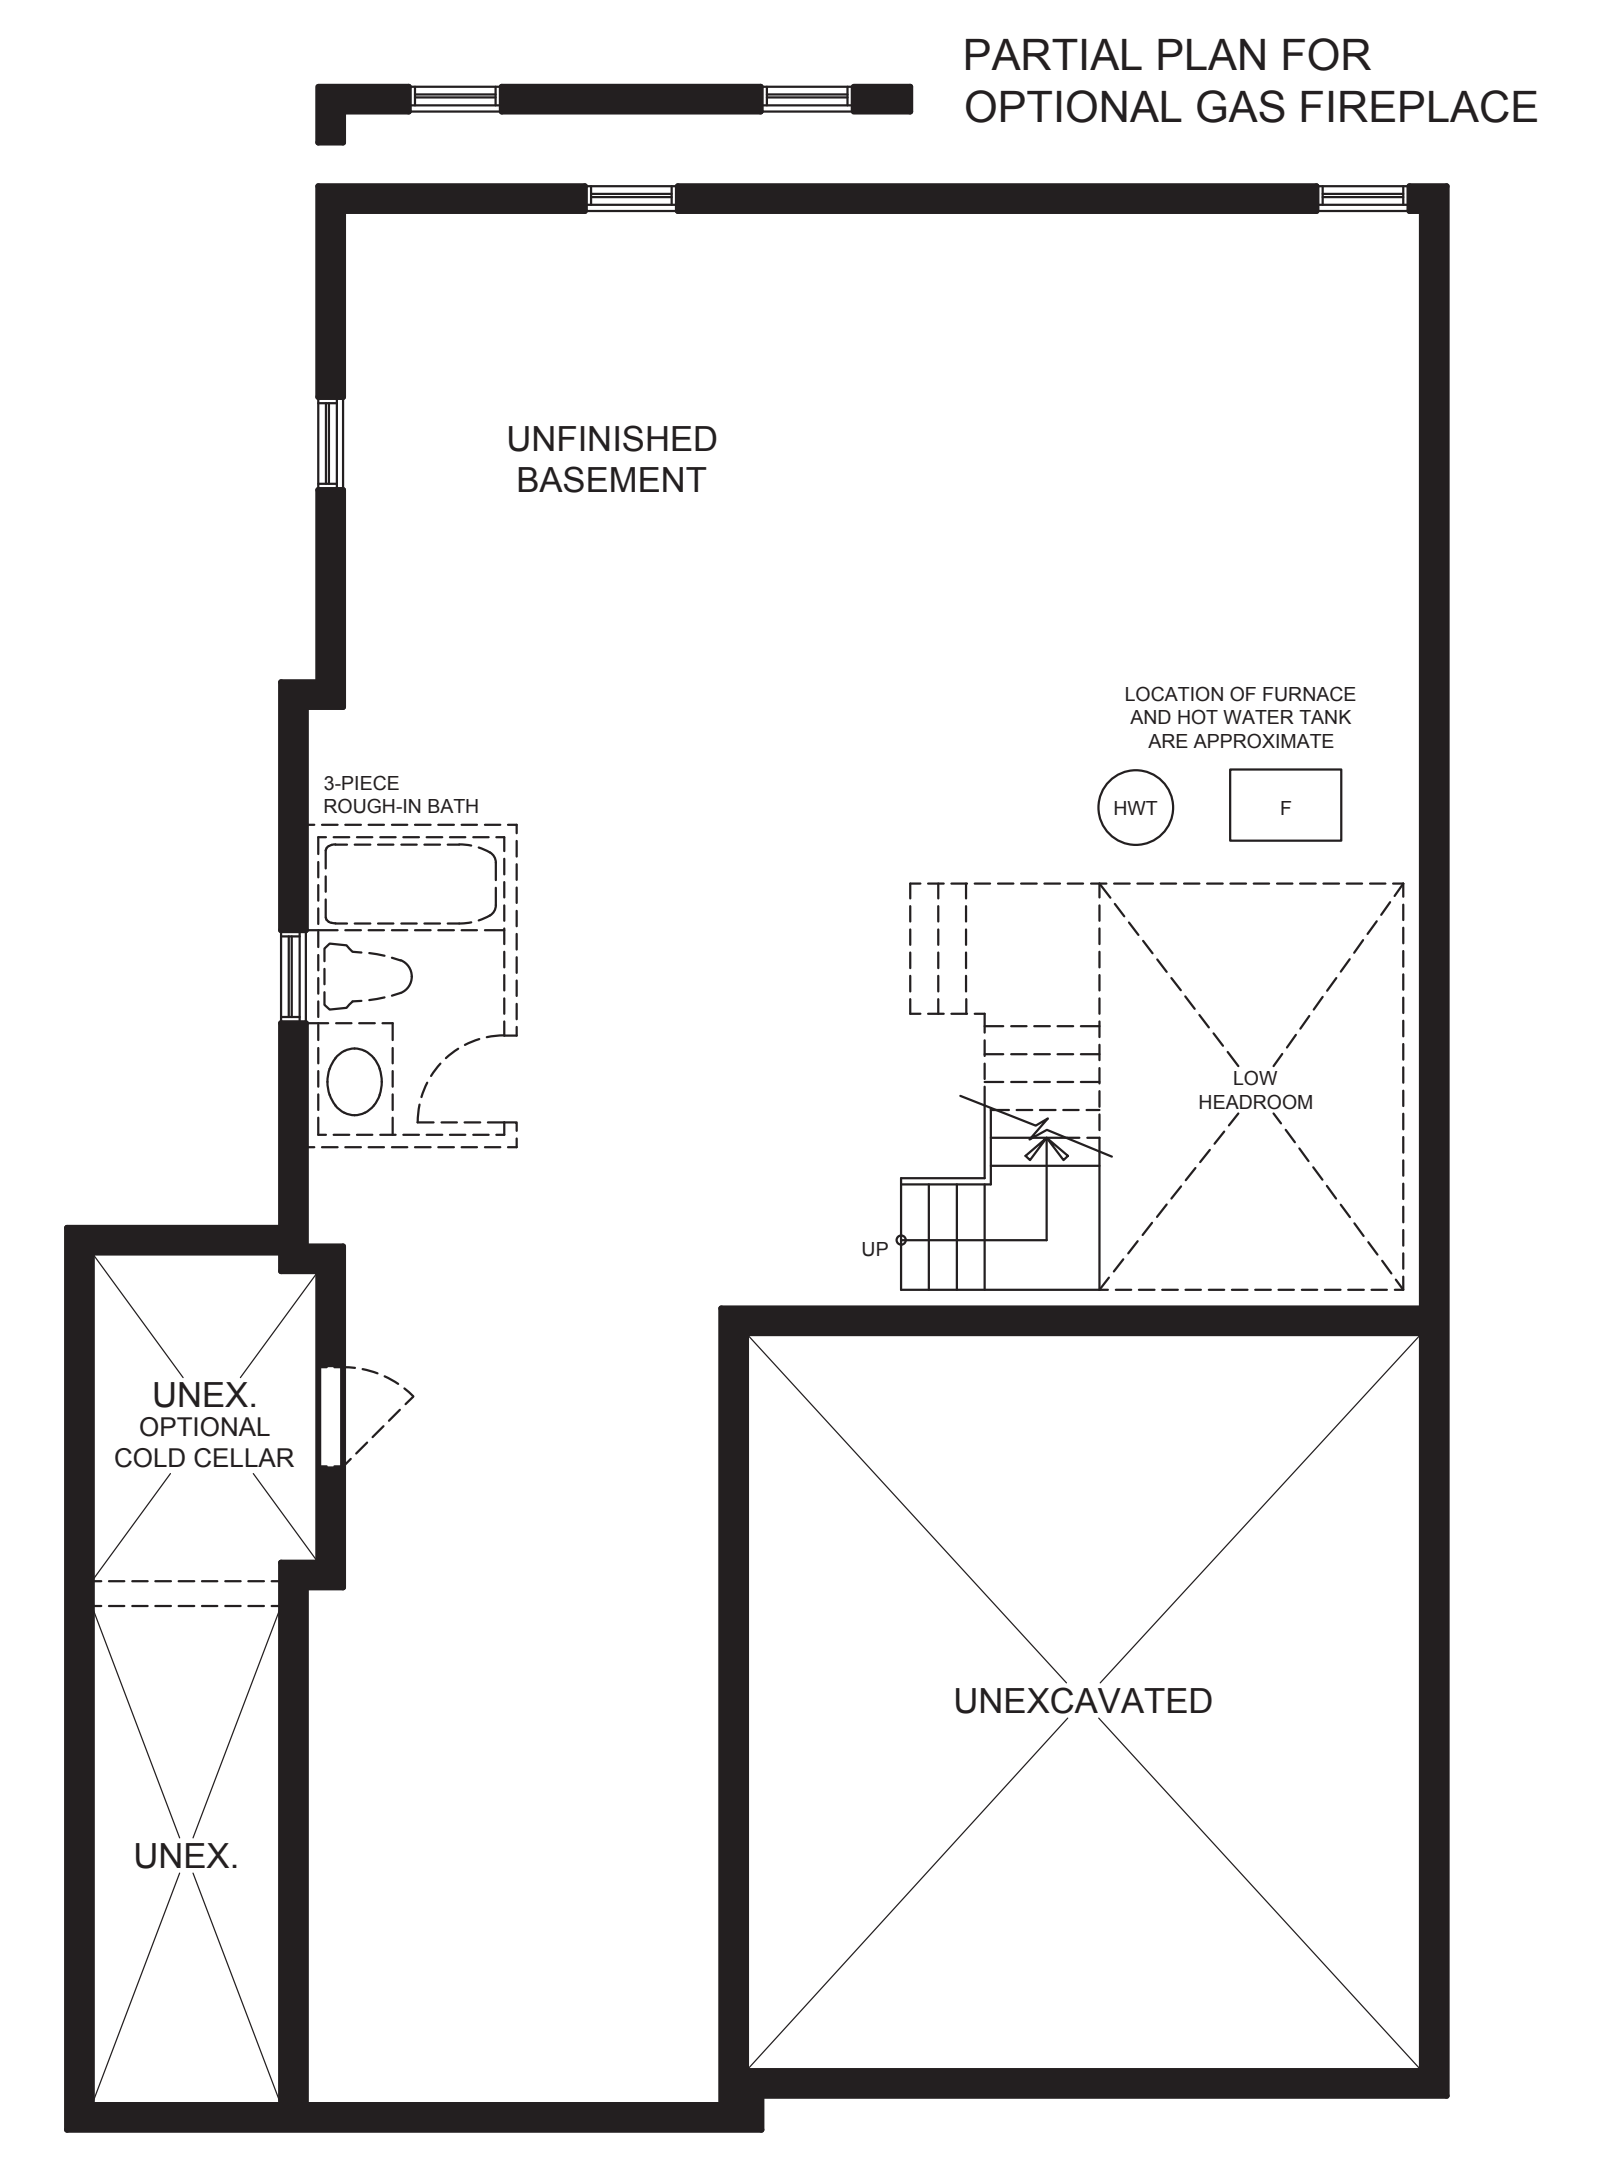 PARTIAL PLAN FOR
OPTIONAL GAS FIREPLACE
UNFINISHED
BASEMENT
LOCATION OF FURNACE
AND HOT WATER TANK
ARE APPROXIMATE
3-PIECE
ROUGH-IN BATH
HWT
F
LOW
HEADROOM
UP
UNEX.
OPTIONAL
COLD CELLAR
UNEXCAVATED
UNEX.